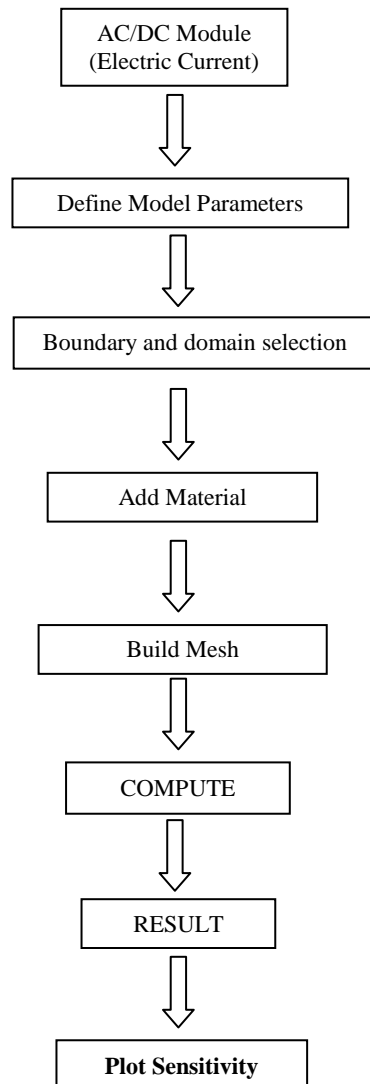 AC/DC Module
(Electric Current)
Define Model Parameters
Boundary and domain selection
Add Material
Build Mesh
COMPUTE
RESULT
Plot Sensitivity